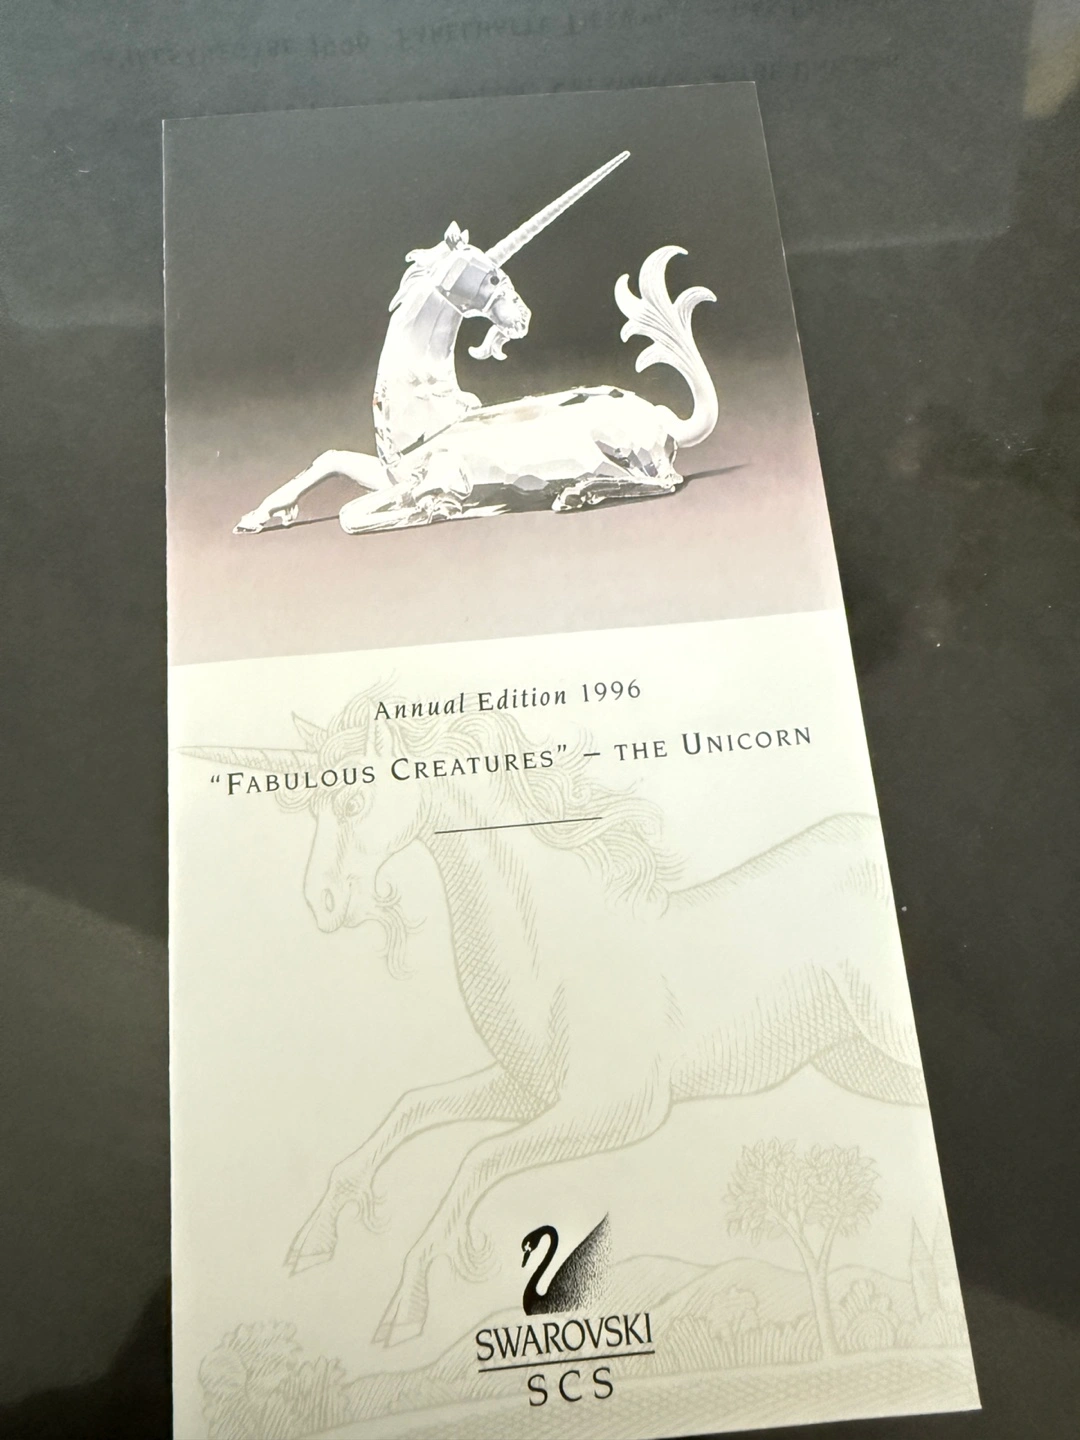 Annual Edition 1996
“FABULOUS CREATURES” – THE UNICORN
SWAROVSKI
SCS